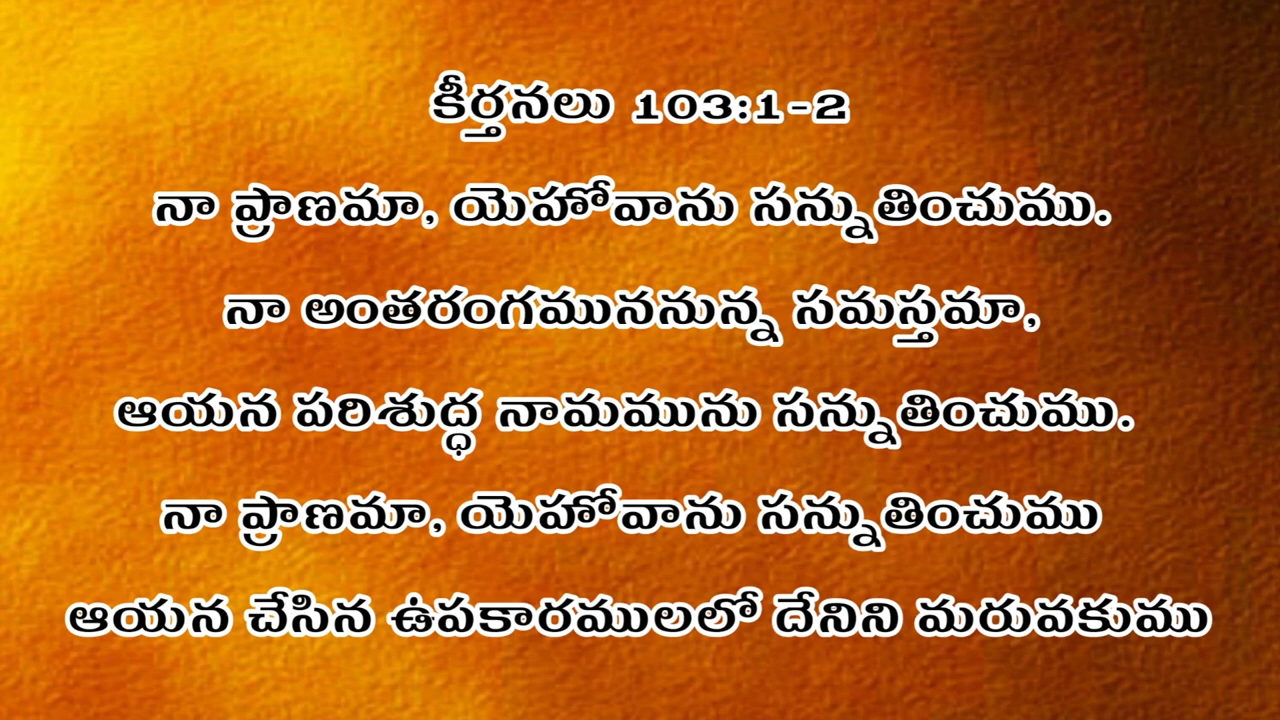 కీర్తనలు 103:1-2
నా ప్రాణమా, యెహోవాను సన్నుతించుము.
నా అంతరంగముననున్న సమస్తమా,
ఆయన పరిశుద్ధ నామమును సన్నుతించుము.
నా ప్రాణమా, యెహోవాను సన్నుతించుము
ఆయన చేసిన ఉపకారములలో దేనిని మరువకుము